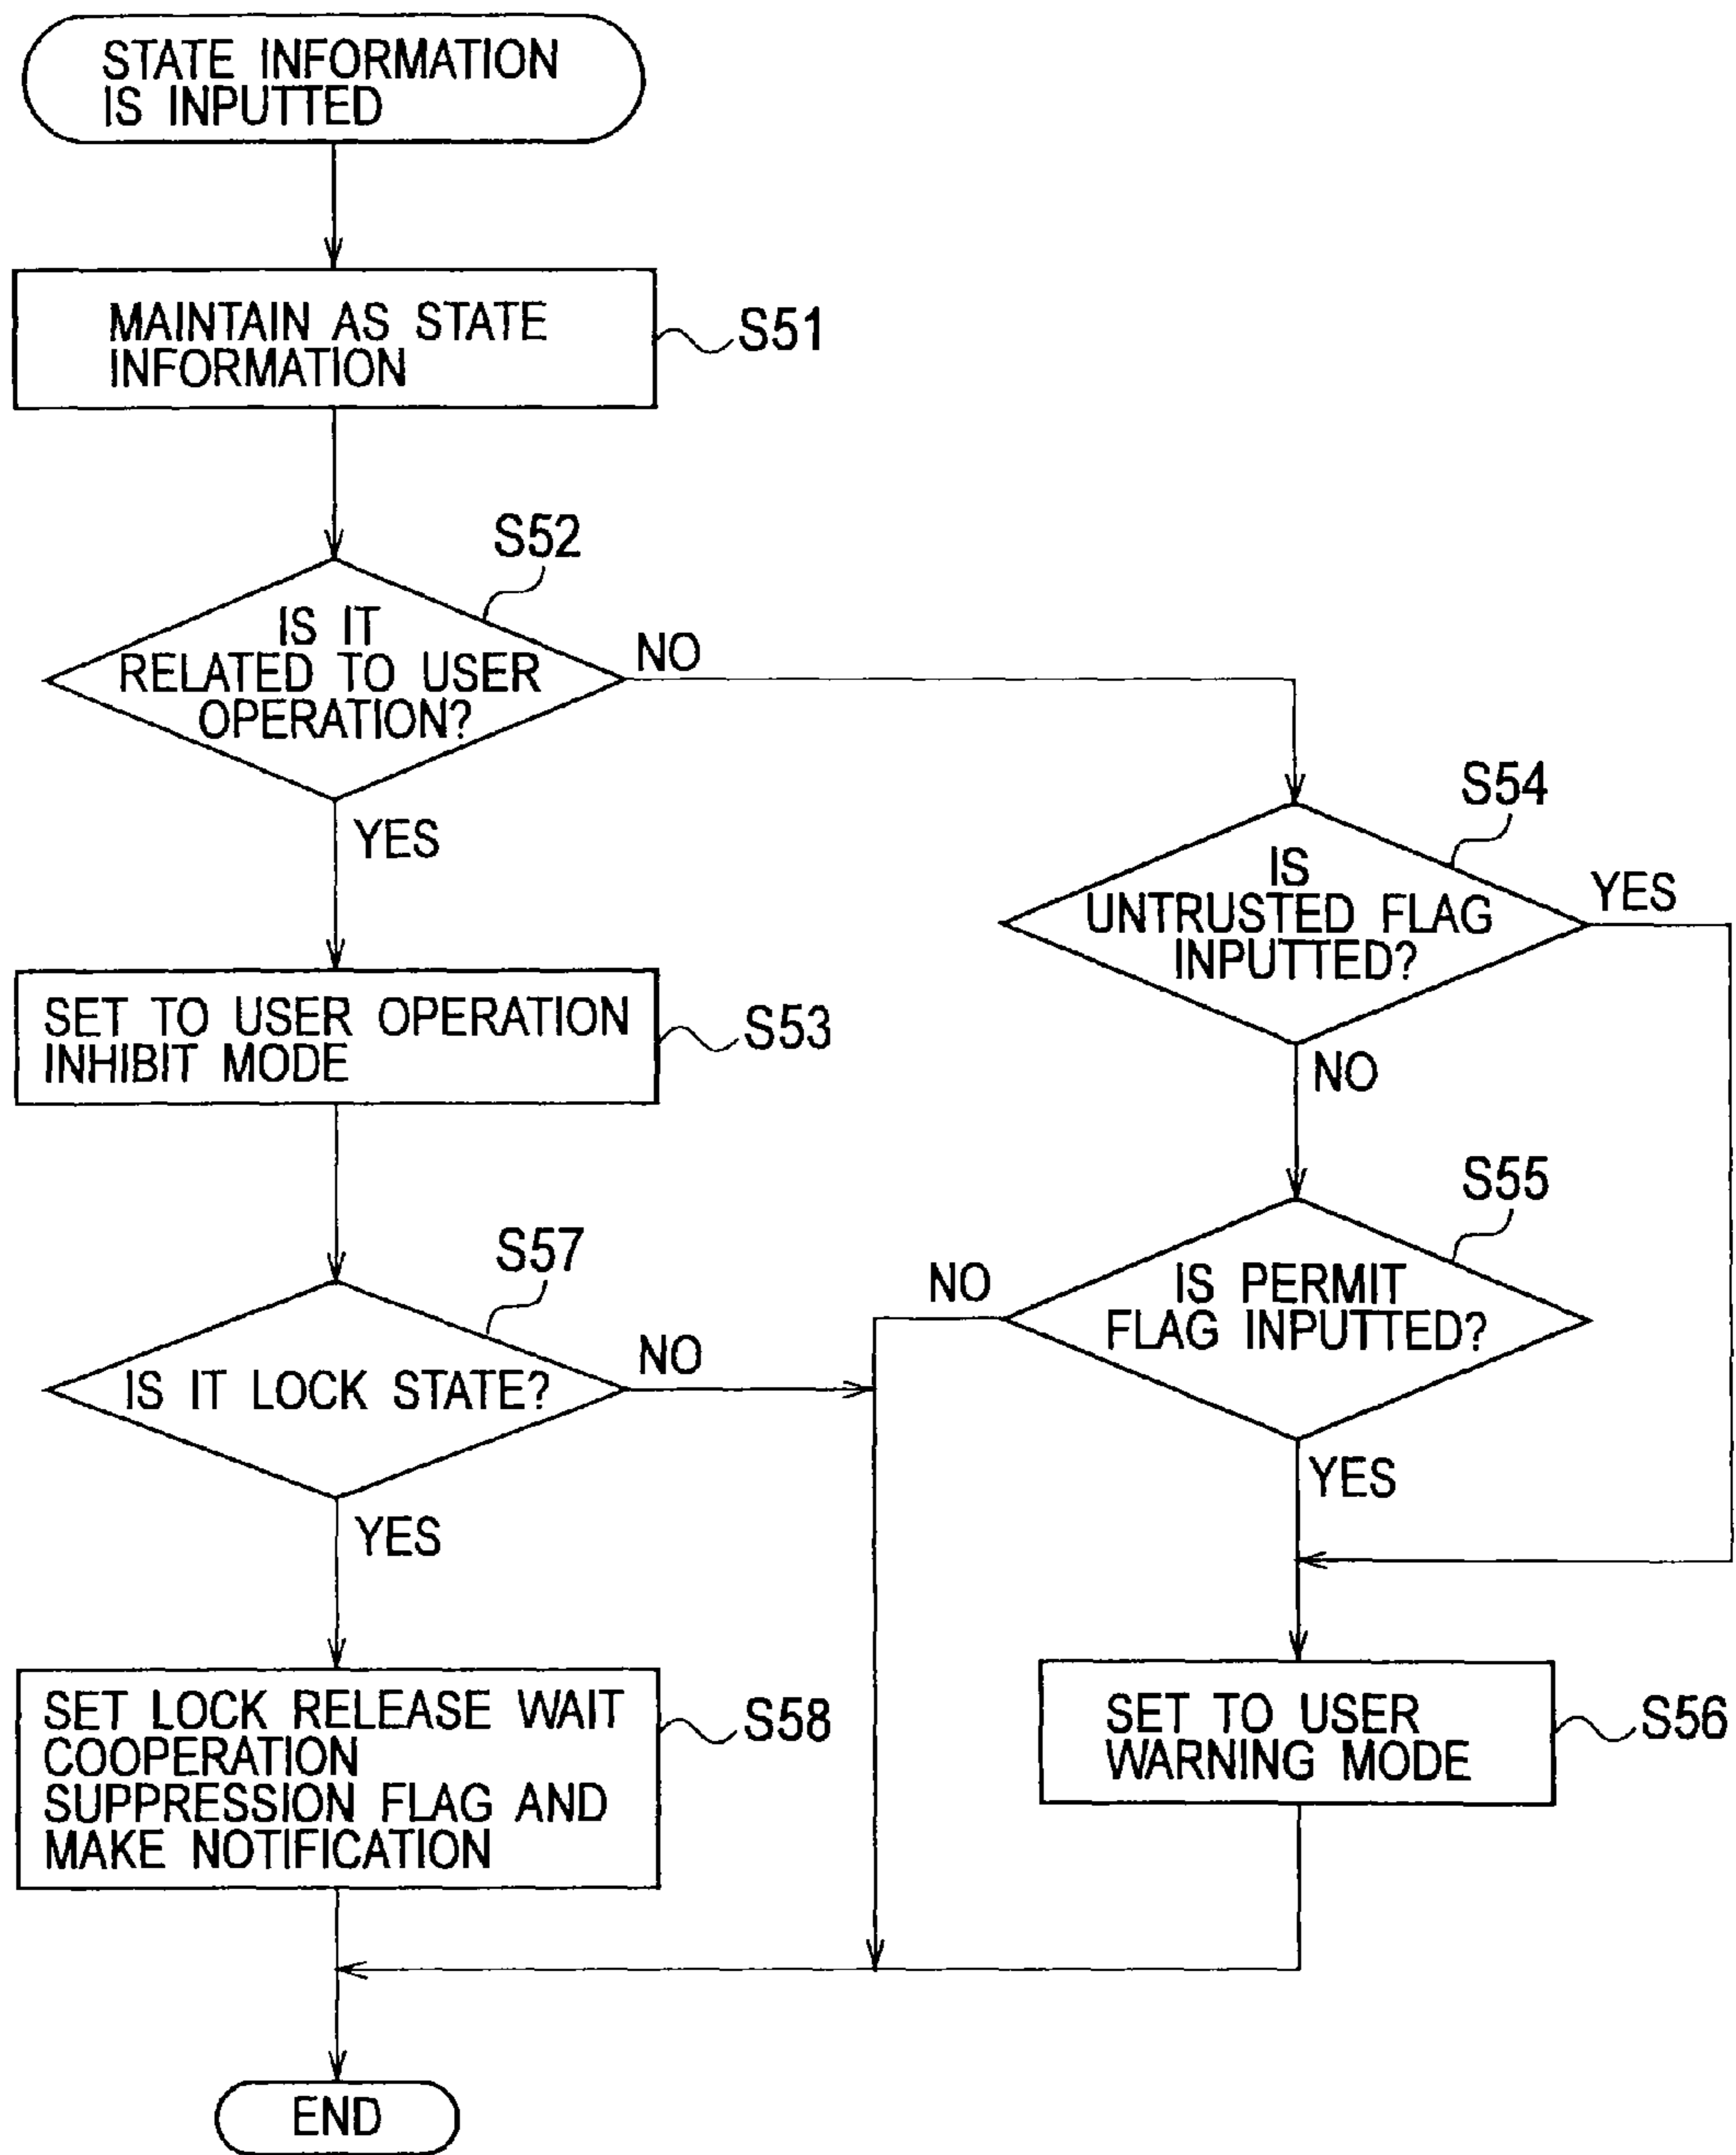 STATE INFORMATION
IS INPUTTED
MAINTAIN AS STATE
INFORMATION
S51
S52
IS IT
RELATED TO USER
OPERATION?
NO
YES
S54
IS
UNTRUSTED FLAG
INPUTTED?
YES
NO
SET TO USER OPERATION
INHIBIT MODE
S53
S55
IS PERMIT
FLAG INPUTTED?
NO
YES
S57
IS IT LOCK STATE?
NO
YES
SET LOCK RELEASE WAIT
COOPERATION
SUPPRESSION FLAG AND
MAKE NOTIFICATION
S58
SET TO USER
WARNING MODE
S56
END